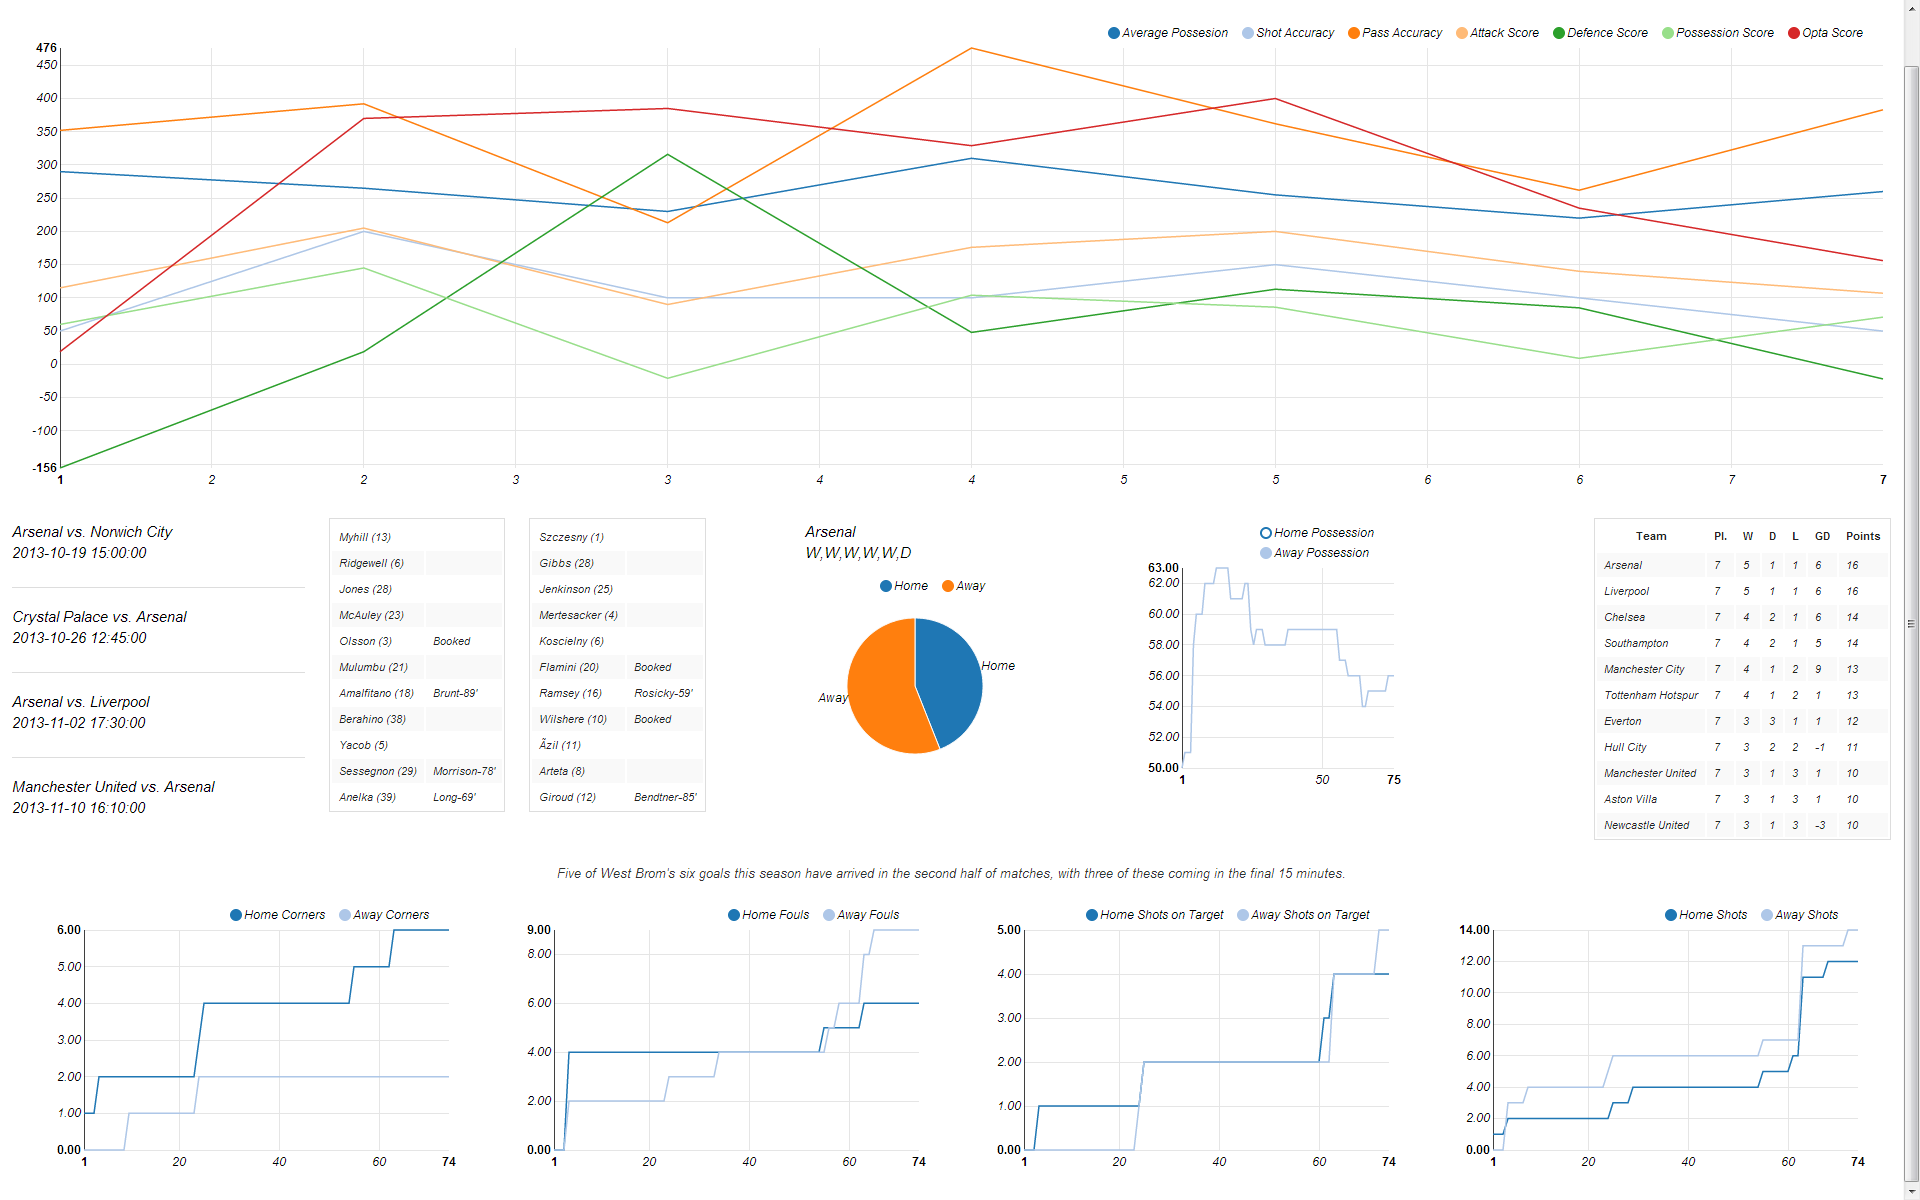 Average Possesion Shot Accuracy Pass Accuracy Attack Score Defence Score Possession Score Opta Score
476
450
400
350
300
250
200
150
100
50
0
-50
-100
-156
1 2 2 3 3 4 4 5 5 6 6 7 7
Arsenal vs. Norwich City
2013-10-19 15:00:00
Crystal Palace vs. Arsenal
2013-10-26 12:45:00
Arsenal vs. Liverpool
2013-11-02 17:30:00
Manchester United vs. Arsenal
2013-11-10 16:10:00
Myhill (13)
Ridgewell (6)
Jones (28)
McAuley (23)
Olsson (3) Booked
Mulumbu (21)
Amalfitano (18) Brunt-89'
Berahino (38)
Yacob (5)
Sessegnon (29) Morrison-78'
Anelka (39) Long-69'
Szczesny (1)
Gibbs (28)
Jenkinson (25)
Mertesacker (4)
Koscielny (6)
Flamini (20) Booked
Ramsey (16) Rosicky-59'
Wilshere (10) Booked
Ãzil (11)
Arteta (8)
Giroud (12) Bendtner-85'
Arsenal
W,W,W,W,W,D
Home Away
Home
Away
Home Possession
Away Possession
63.00
62.00
60.00
58.00
56.00
54.00
52.00
50.00
1 50 75
Team Pl. W D L GD Points
Arsenal 7 5 1 1 6 16
Liverpool 7 5 1 1 6 16
Chelsea 7 4 2 1 6 14
Southampton 7 4 2 1 5 14
Manchester City 7 4 1 2 9 13
Tottenham Hotspur 7 4 1 2 1 13
Everton 7 3 3 1 1 12
Hull City 7 3 2 2 -1 11
Manchester United 7 3 1 3 1 10
Aston Villa 7 3 1 3 1 10
Newcastle United 7 3 1 3 -3 10
Five of West Brom's six goals this season have arrived in the second half of matches, with three of these coming in the final 15 minutes.
Home Corners Away Corners
6.00
5.00
4.00
3.00
2.00
1.00
0.00
1 20 40 60 74
Home Fouls Away Fouls
9.00
8.00
6.00
4.00
2.00
0.00
1 20 40 60 74
Home Shots on Target Away Shots on Target
5.00
4.00
3.00
2.00
1.00
0.00
1 20 40 60 74
Home Shots Away Shots
14.00
12.00
10.00
8.00
6.00
4.00
2.00
0.00
1 20 40 60 74